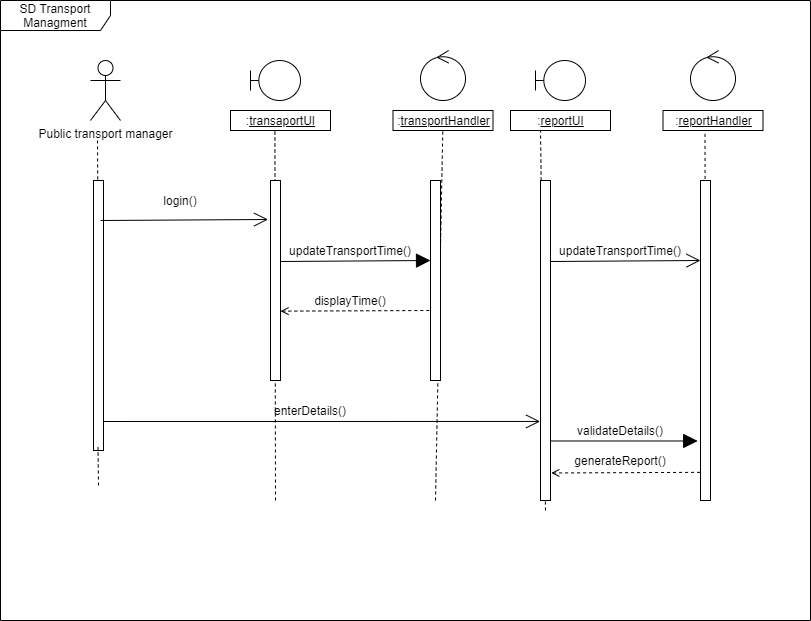 SD Transport
Managment
Public transport manager
:transaportUI
:transportHandler
:reportUI
:reportHandler
login()
updateTransportTime()
updateTransportTime()
displayTime()
enterDetails()
validateDetails()
generateReport()